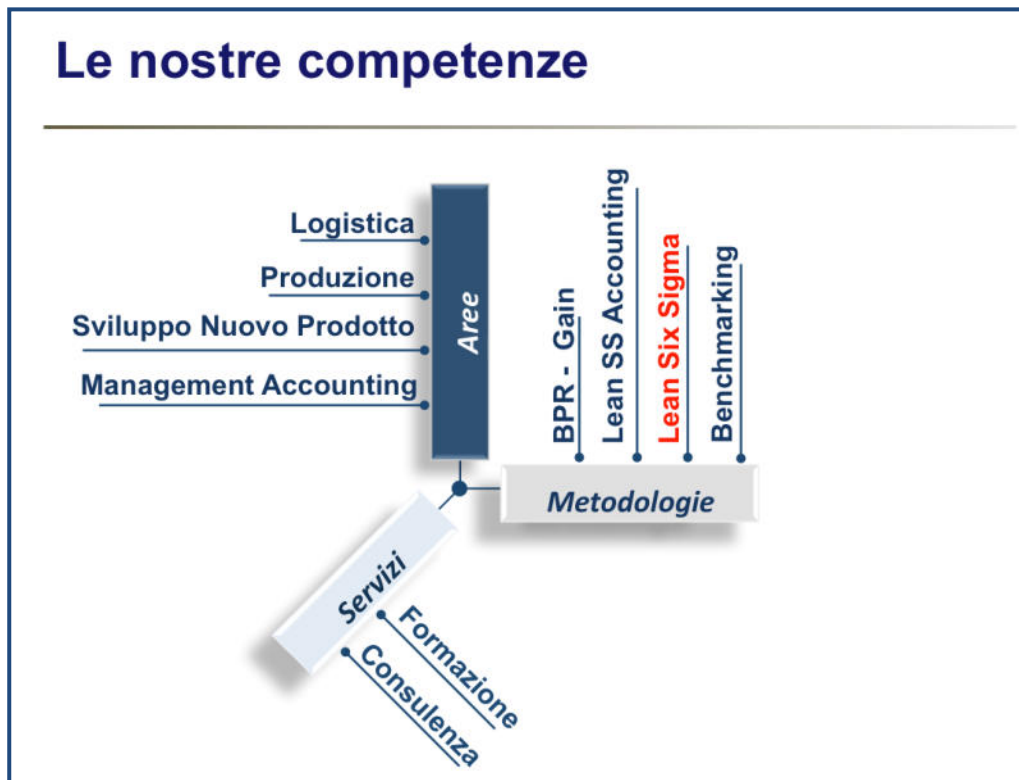 Le nostre competenze
Logistica
Produzione
Sviluppo Nuovo Prodotto
Management Accounting
Aree
BPR - Gain
Lean SS Accounting
Lean Six Sigma
Benchmarking
Metodologie
Servizi
Formazione
Consulenza